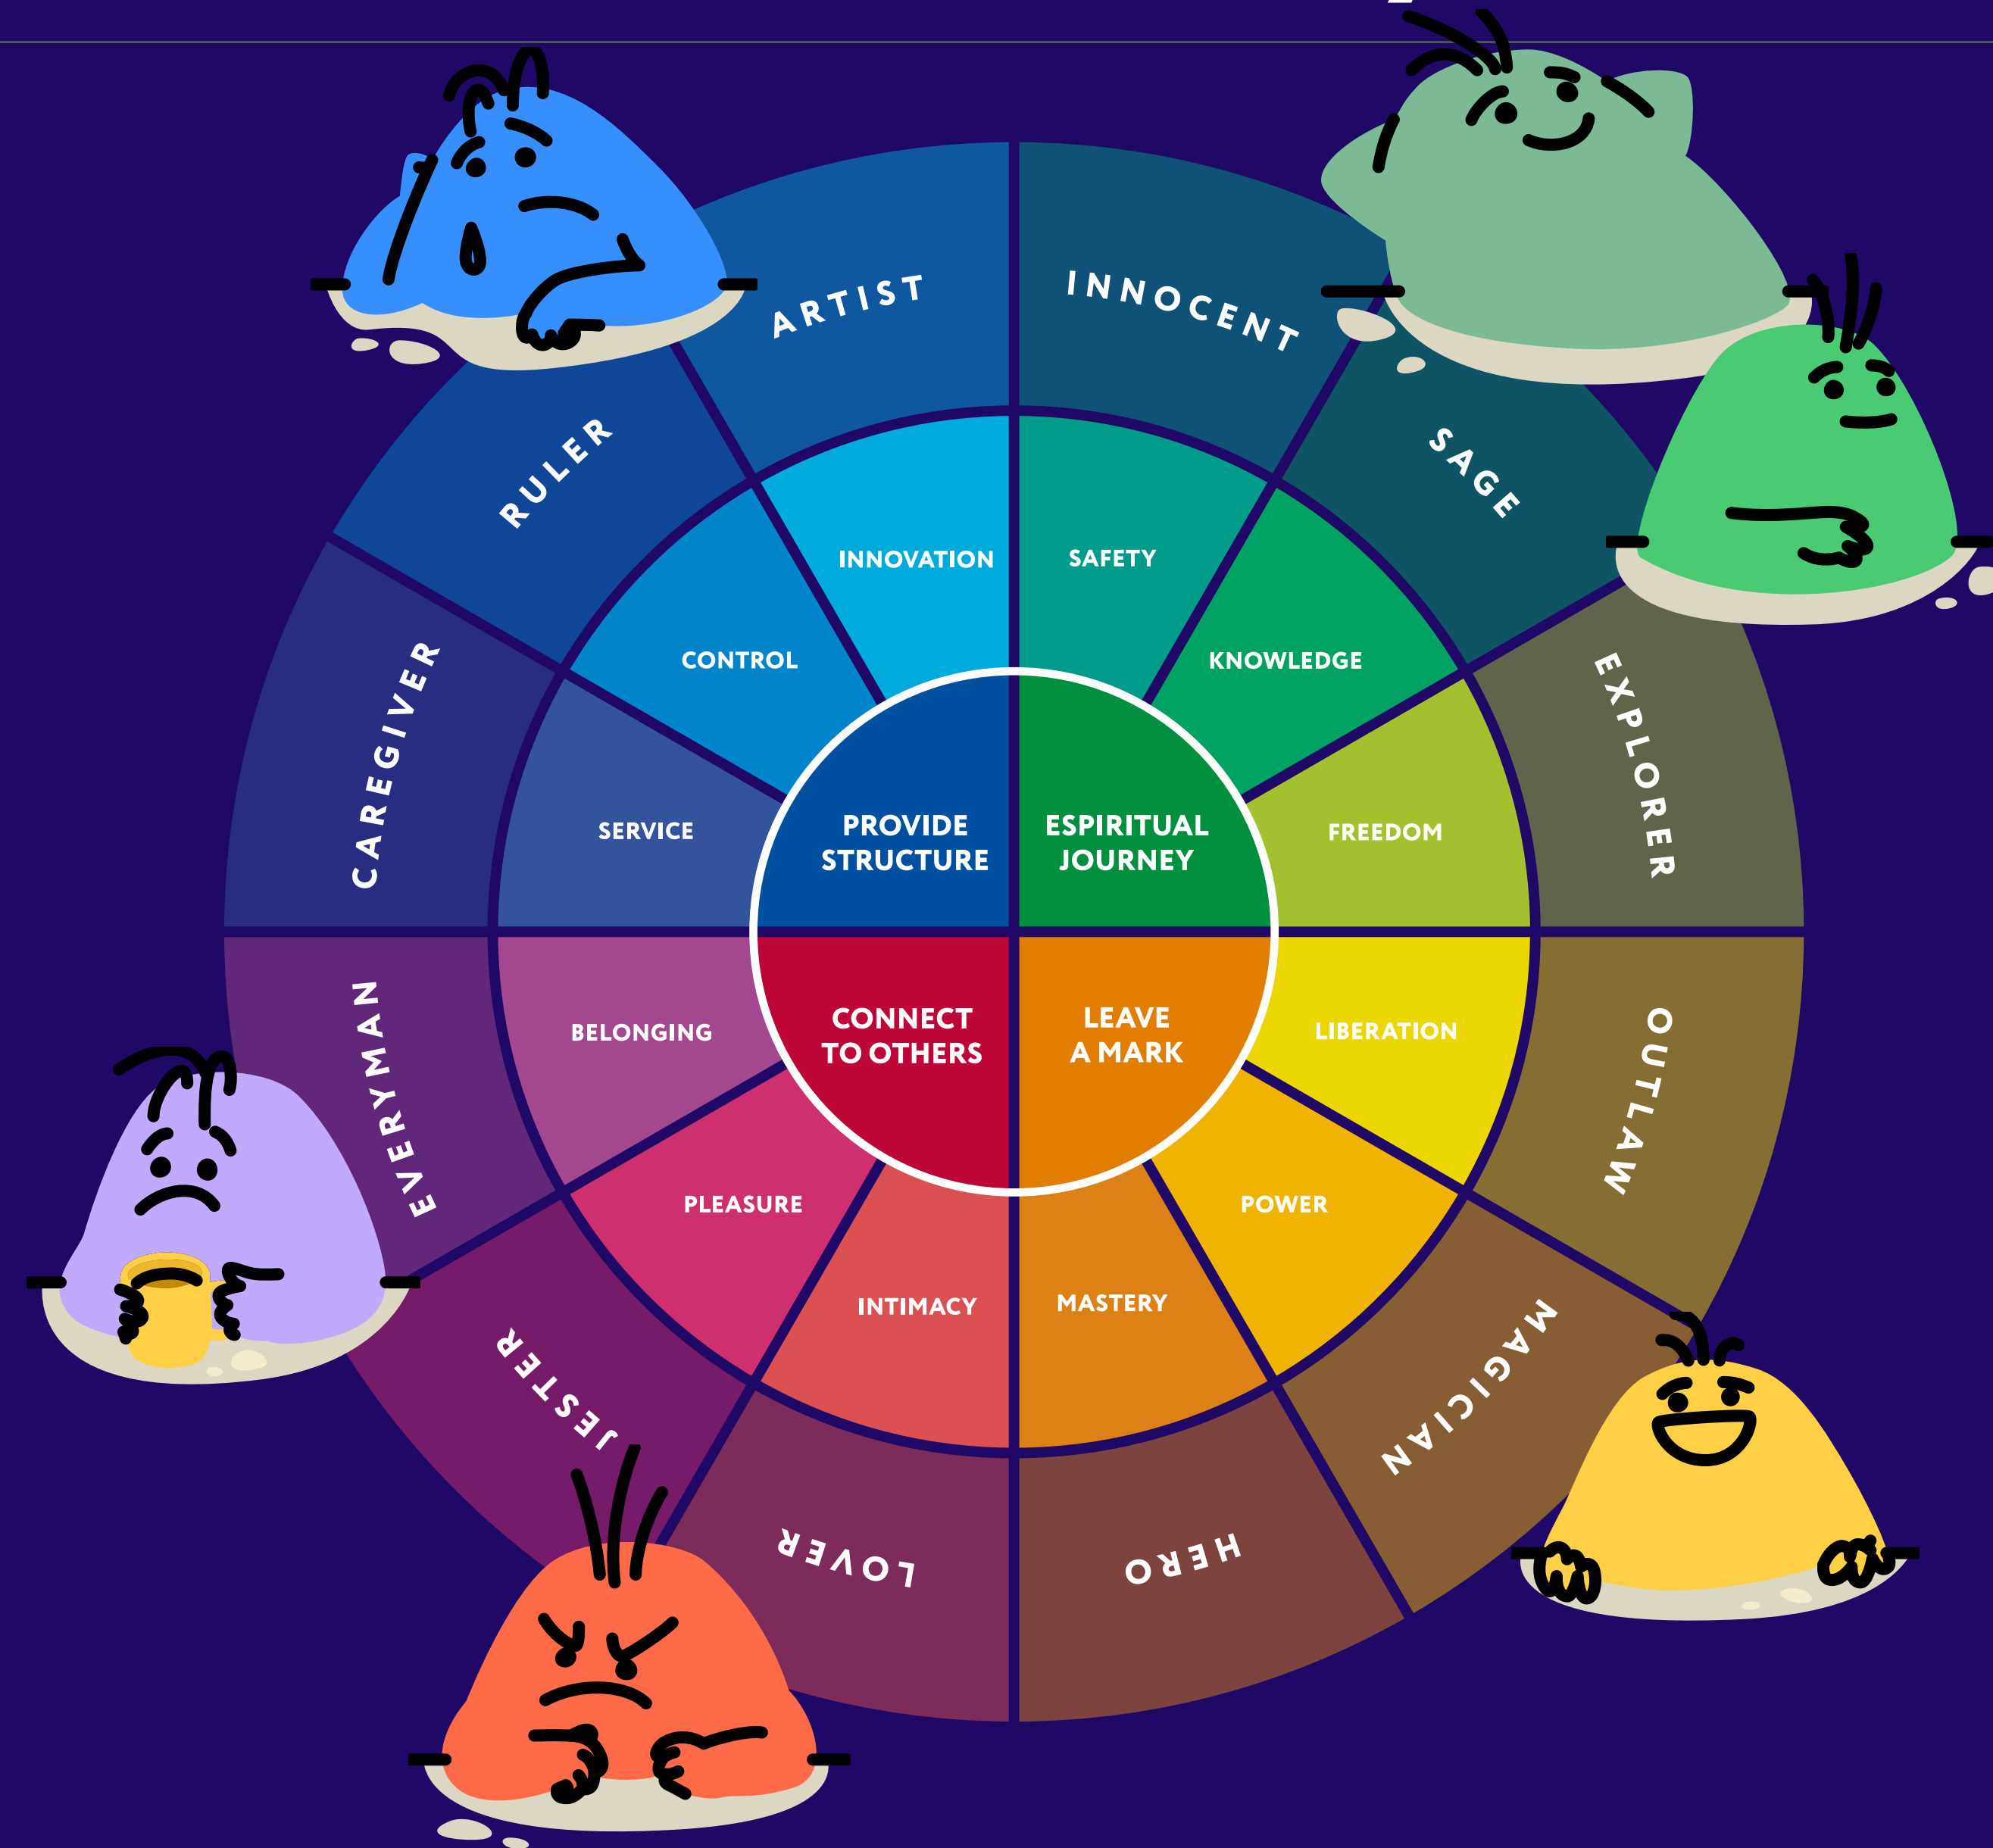 ARTIST
INNOCENT
RULER
SAGE
INNOVATION
SAFETY
CONTROL
KNOWLEDGE
CAREGIVER
EXPLORER
SERVICE
PROVIDE
STRUCTURE
ESPIRITUAL
JOURNEY
FREEDOM
EVERYMAN
BELONGING
CONNECT
TO OTHERS
LEAVE
A MARK
LIBERATION
OUTLAW
PLEASURE
POWER
INTIMACY
MASTERY
JESTER
MAGICIAN
LOVER
HERO